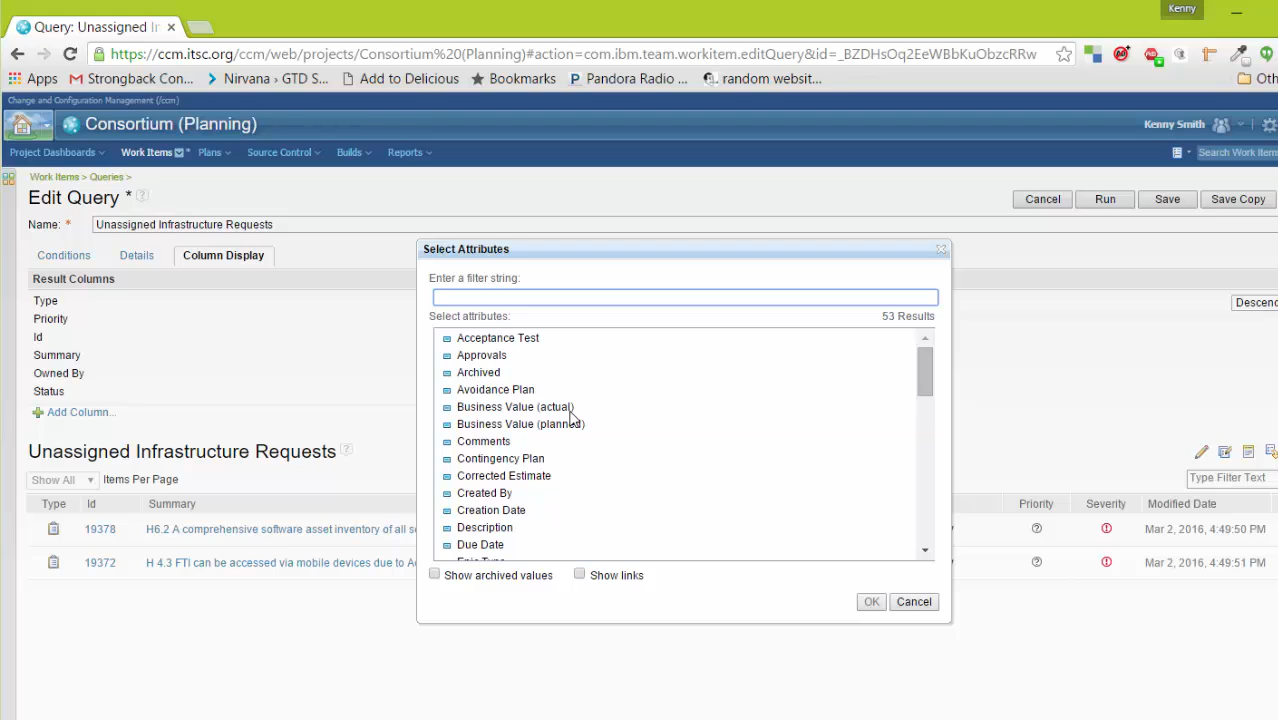 Kenny
Query: Unassigned I
https://ccm.itsc.org/ccm/web/projects/Consortium%20(Planning)#action=com.ibm.team.workitem.editQuery&id=_BZDHsOq2EeWBbKuObzcRRw
Apps Strongback Con... Nirvana › GTD S... Add to Delicious Bookmarks Pandora Radio ... random websit... Oth
Change and Configuration Management (/ccm)
Consortium (Planning) Kenny Smith
Project Dashboards Work Items * Plans Source Control Builds Reports Search Work Item
Work Items > Queries >
Edit Query * Cancel Run Save Save Copy
Name: * Unassigned Infrastructure Requests
Conditions Details Column Display
Result Columns
Type
Priority
Id
Summary
Owned By
Status
Add Column...
Descend
Select Attributes
Enter a filter string:
Select attributes: 53 Results
Acceptance Test
Approvals
Archived
Avoidance Plan
Business Value (actual)
Business Value (planned)
Comments
Contingency Plan
Corrected Estimate
Created By
Creation Date
Description
Due Date
Epic Type
Show archived values Show links
OK Cancel
Unassigned Infrastructure Requests
Show All Items Per Page Type Filter Text
Type Id Summary Priority Severity Modified Date
19378 H6.2 A comprehensive software asset inventory of all s Mar 2, 2016, 4:49:50 PM
19372 H 4.3 FTI can be accessed via mobile devices due to A Mar 2, 2016, 4:49:51 PM